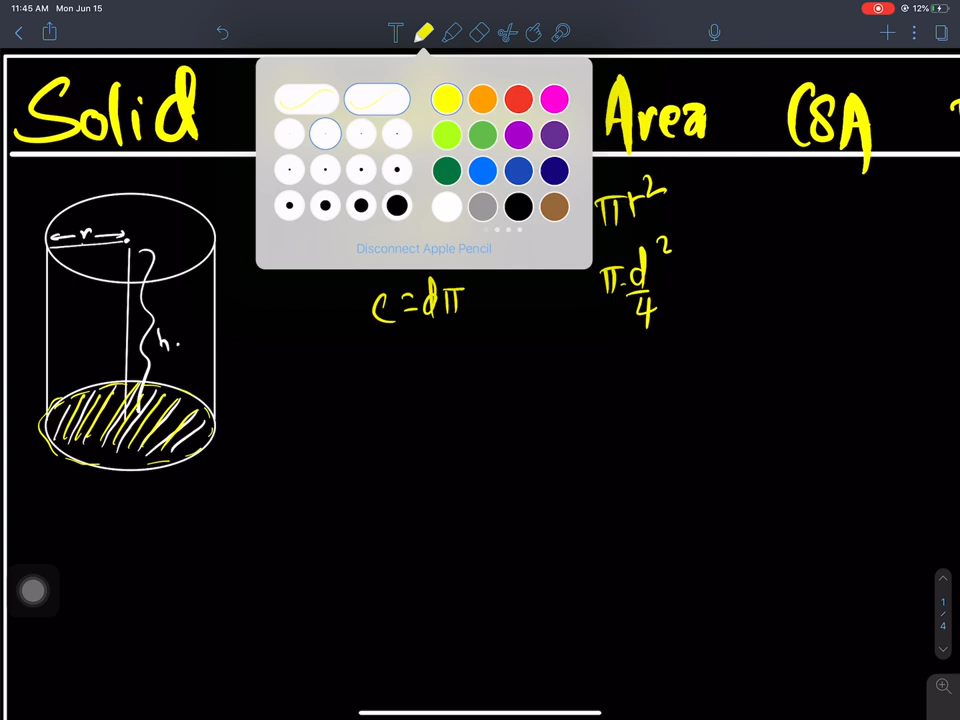 11:45 AM Mon Jun 15
12%
T
Solid Area CSA
Disconnect Apple Pencil
r
πr²
π.d²/4
c = dπ
h.
1
/
4